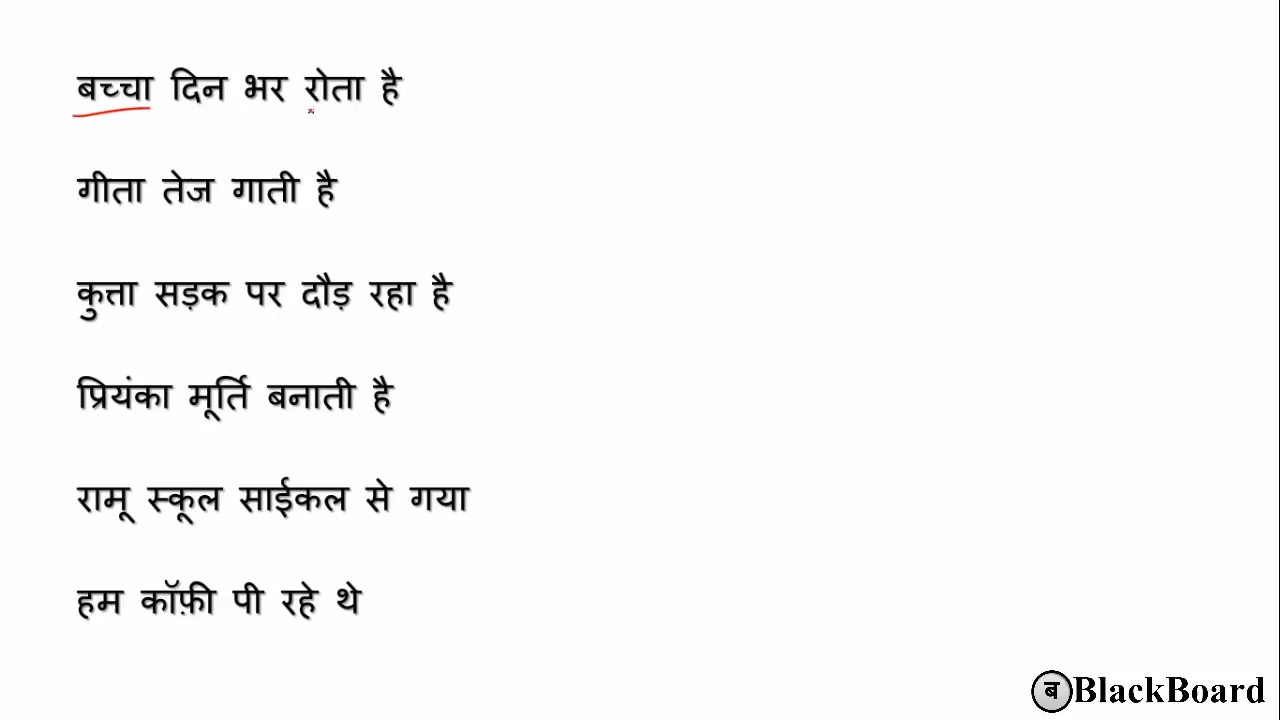 बच्चा दिन भर रोता है
गीता तेज गाती है
कुत्ता सड़क पर दौड़ रहा है
प्रियंका मूर्ति बनाती है
रामू स्कूल साईकल से गया
हम कॉफ़ी पी रहे थे
ब BlackBoard